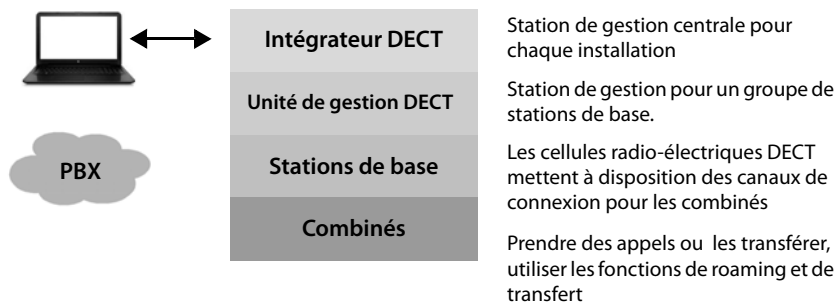 Intégrateur DECT
Station de gestion centrale pour
chaque installation
Unité de gestion DECT
Station de gestion pour un groupe de
stations de base.
PBX
Stations de base
Les cellules radio-électriques DECT
mettent à disposition des canaux de
connexion pour les combinés
Combinés
Prendre des appels ou les transférer,
utiliser les fonctions de roaming et de
transfert